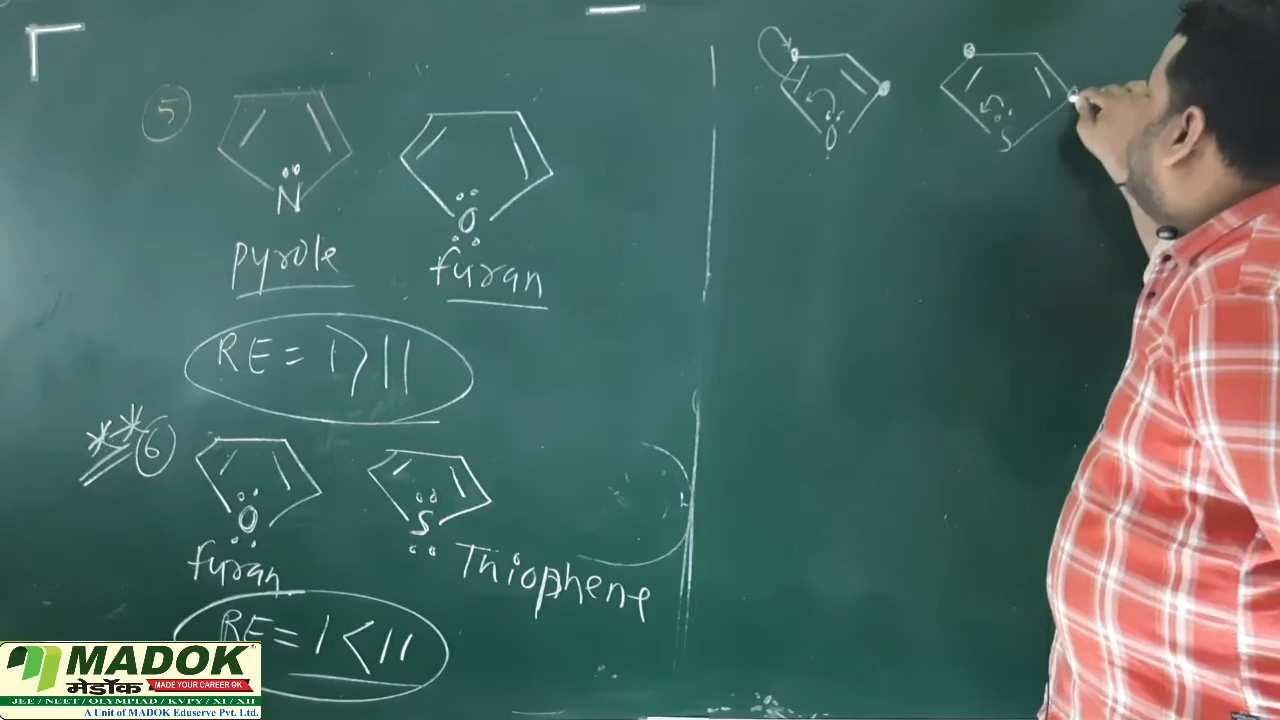 5
N
pyrole
O
furan
RE = I > II
6
O
furan
S
Thiophene
RE = I < II
O
S
MADOK
मेडॉक MADE YOUR CAREER GK
JEE / NEET / OLYMPIAD / KVPY / XI / XII
A Unit of MADOK Eduserve Pvt. Ltd.